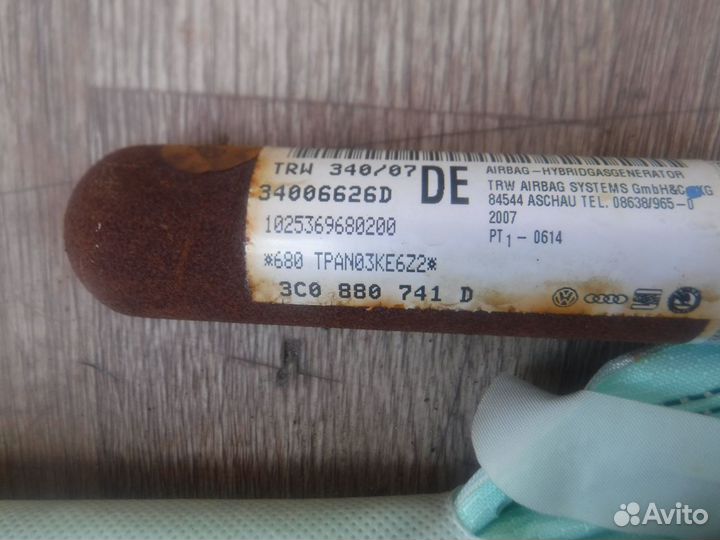 TRW 340/07
34006626D
1025369680200
*680 TPAN03KE6Z2*
3C0 880 741 D
DE
AIRBAG-HYBRIDGASGENERATOR
TRW AIRBAG SYSTEMS GmbH&C KG
84544 ASCHAU TEL. 08638/965-0
2007
PT1 - 0614
Avito